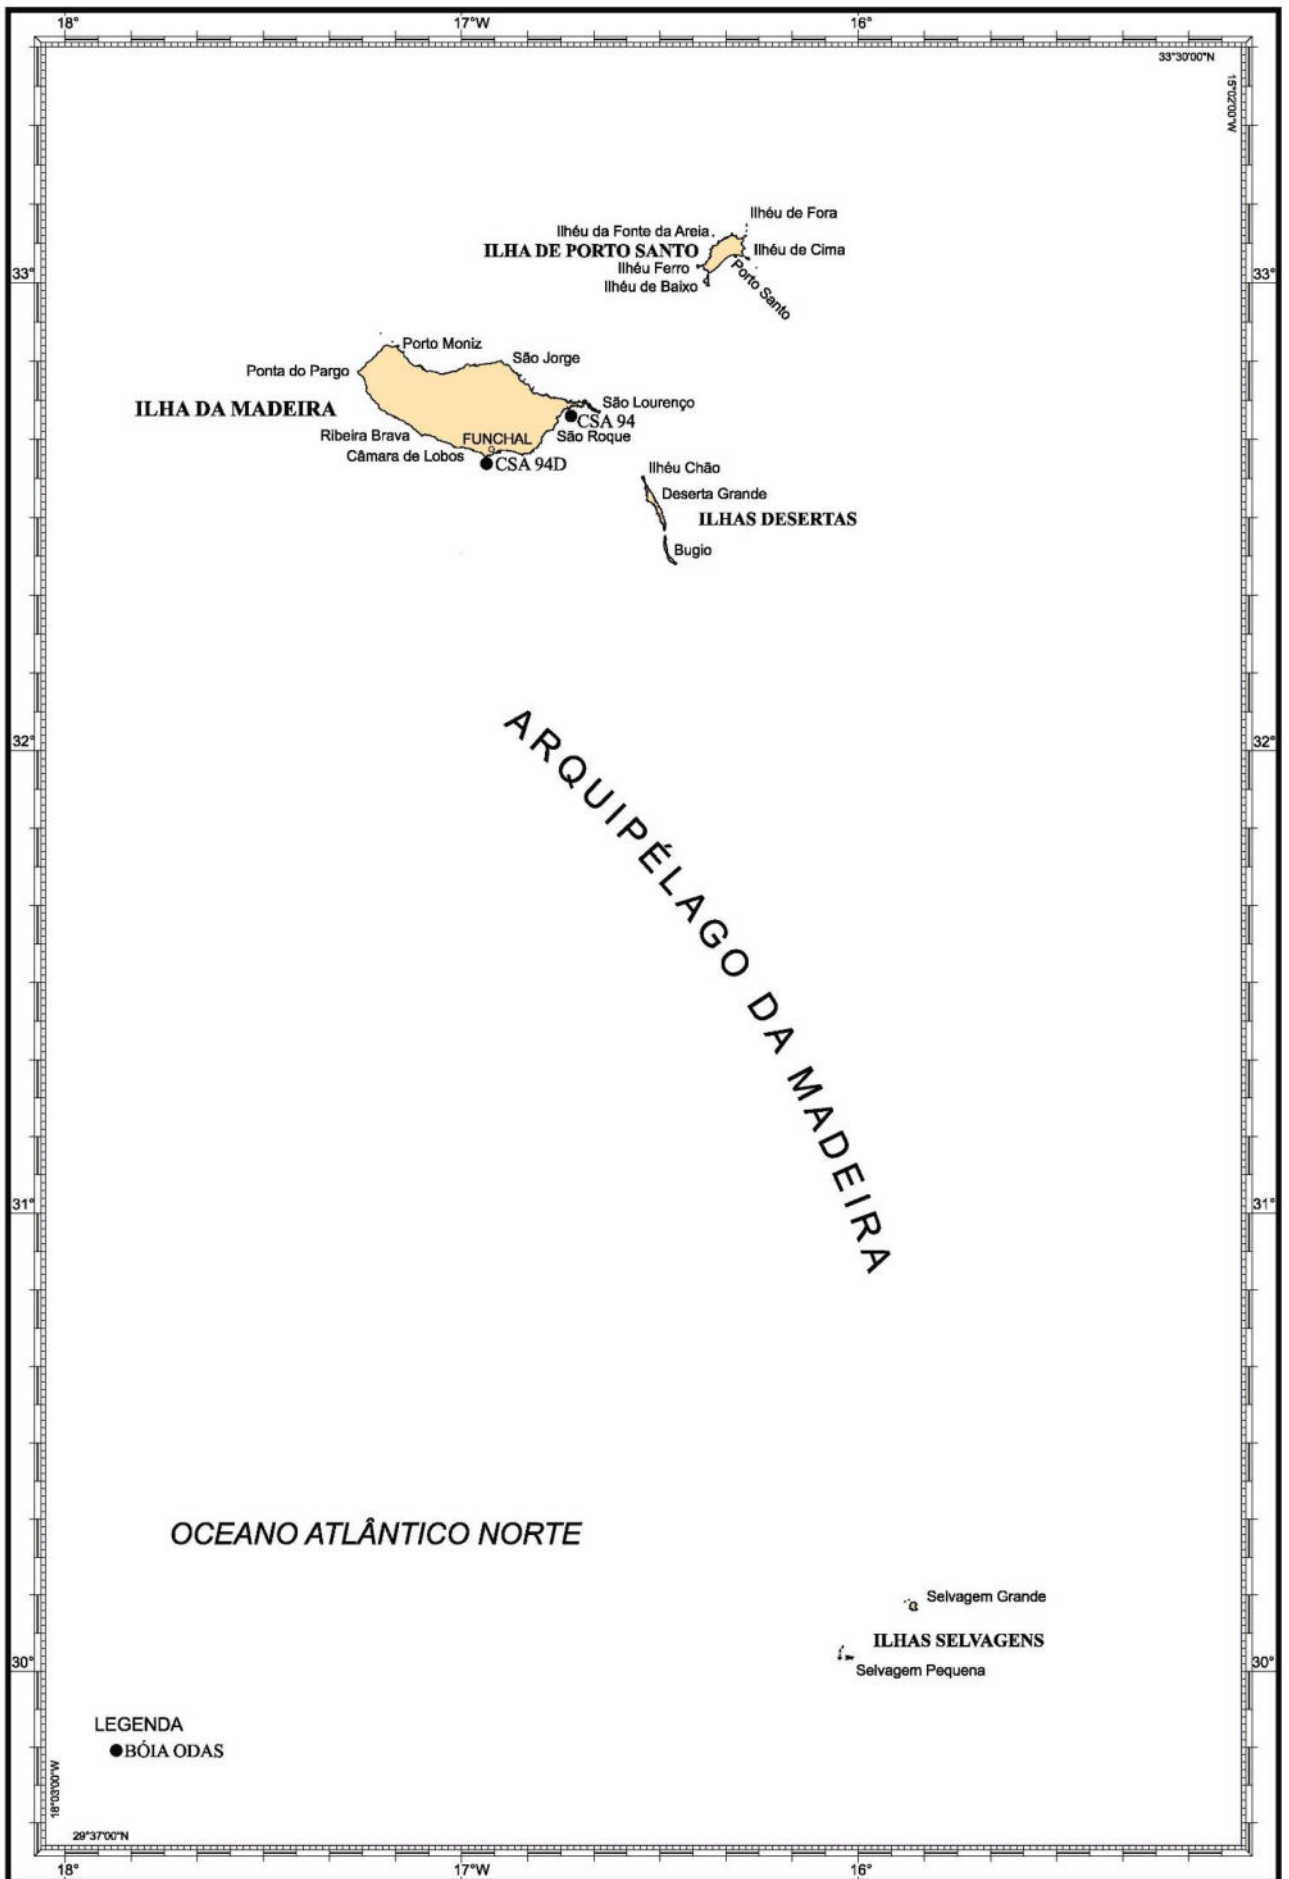 18°
17°W
16°
33°30'00"N
15°02'00"W
Ilhéu de Fora
Ilhéu da Fonte da Areia
ILHA DE PORTO SANTO
Ilhéu de Cima
Ilhéu Ferro
Porto Santo
33°
33°
Ilhéu de Baixo
Porto Moniz
São Jorge
Ponta do Pargo
ILHA DA MADEIRA
São Lourenço
CSA 94
Ribeira Brava
FUNCHAL
São Roque
Câmara de Lobos
CSA 94D
Ilhéu Chão
Deserta Grande
ILHAS DESERTAS
Bugio
32°
32°
ARQUIPÉLAGO DA MADEIRA
31°
31°
OCEANO ATLÂNTICO NORTE
Selvagem Grande
ILHAS SELVAGENS
30°
30°
Selvagem Pequena
LEGENDA
BÓIA ODAS
18°03'00"W
29°37'00"N
18°
17°W
16°